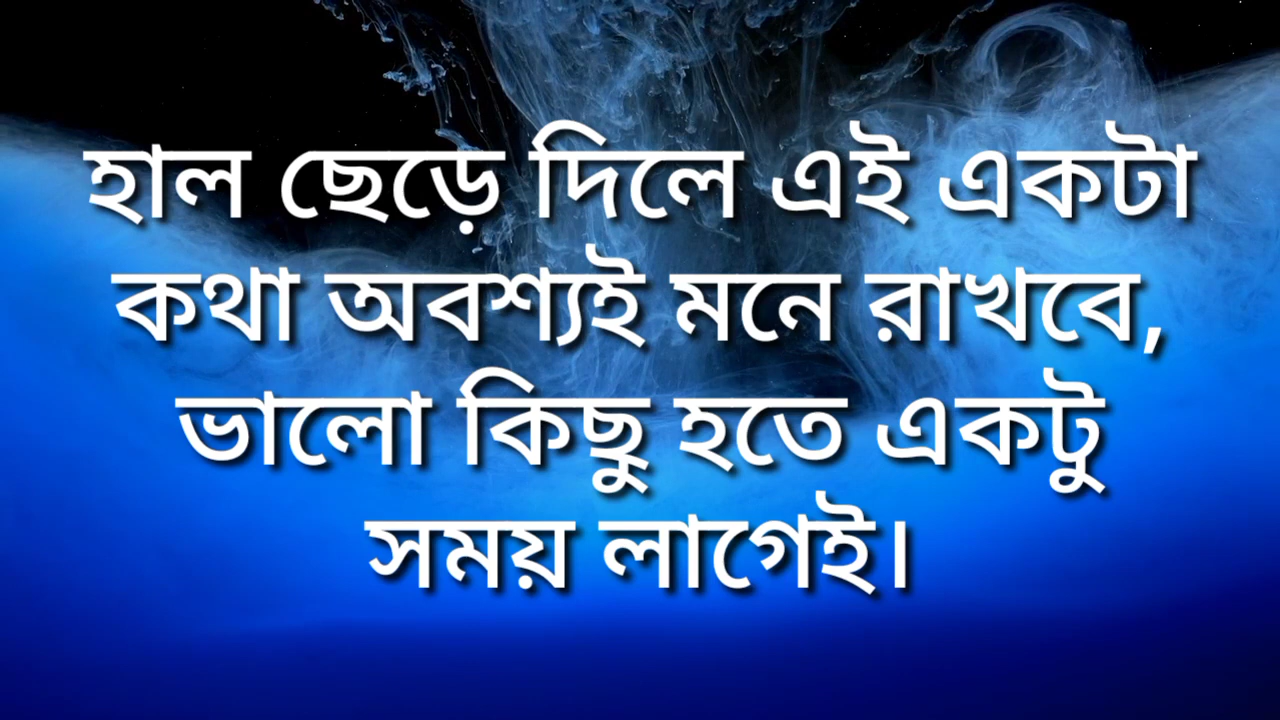 হাল ছেড়ে দিলে এই একটা
কথা অবশ্যই মনে রাখবে,
ভালো কিছু হতে একটু
সময় লাগেই।